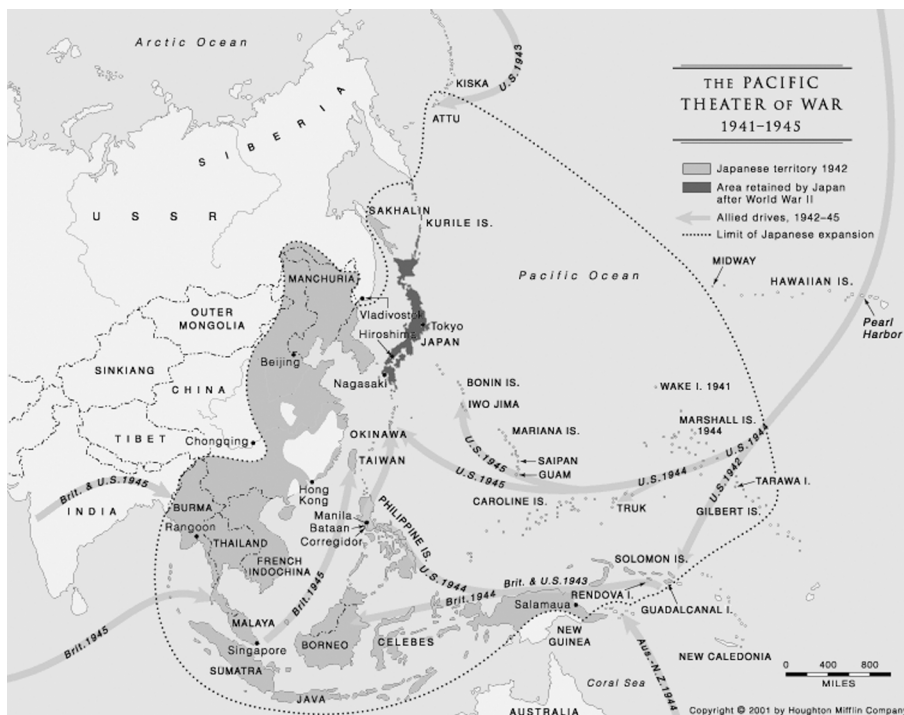 Arctic Ocean
U.S. 1943
KISKA
ATTU
THE PACIFIC
THEATER OF WAR
1941–1945
Japanese territory 1942
Area retained by Japan
after World War II
Allied drives, 1942–45
Limit of Japanese expansion
SIBERIA
USSR
SAKHALIN
KURILE IS.
MANCHURIA
Pacific Ocean
MIDWAY
HAWAIIAN IS.
Pearl
Harbor
OUTER
MONGOLIA
Vladivostok
Hiroshima
Tokyo
JAPAN
Beijing
SINKIANG
Nagasaki
CHINA
BONIN IS.
IWO JIMA
WAKE I. 1941
MARSHALL IS.
1944
TIBET
Chongqing
OKINAWA
TAIWAN
MARIANA IS.
SAIPAN
GUAM
U.S. 1945
U.S. 1945
U.S. 1944
U.S. 1944
U.S. 1942
Brit. & U.S. 1945
INDIA
BURMA
Rangoon
Hong
Kong
Manila
Bataan
Corregidor
PHILIPPINE IS.
CAROLINE IS.
TRUK
TARAWA I.
GILBERT IS.
THAILAND
FRENCH
INDOCHINA
Brit. 1945
U.S. 1944
Brit. 1944
Brit. & U.S. 1943
SOLOMON IS.
RENDOVA I.
Salamaua
GUADALCANAL I.
Brit. 1945
MALAYA
Singapore
BORNEO
CELEBES
SUMATRA
JAVA
NEW
GUINEA
Aus.-N.Z. 1944
NEW CALEDONIA
Coral Sea
AUSTRALIA
0 400 800
MILES
Copyright © 2001 by Houghton Mifflin Company